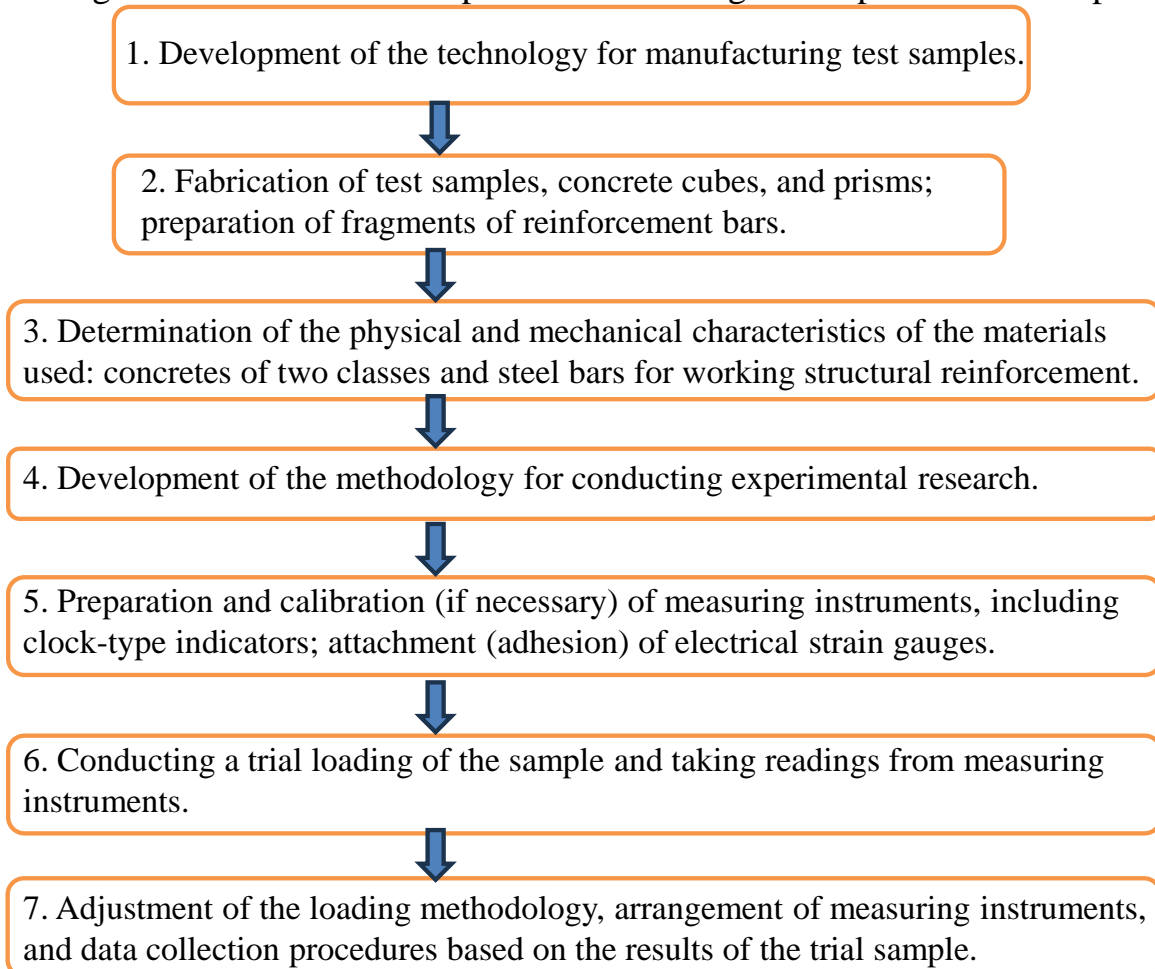 1. Development of the technology for manufacturing test samples.
2. Fabrication of test samples, concrete cubes, and prisms;
preparation of fragments of reinforcement bars.
3. Determination of the physical and mechanical characteristics of the materials
used: concretes of two classes and steel bars for working structural reinforcement.
4. Development of the methodology for conducting experimental research.
5. Preparation and calibration (if necessary) of measuring instruments, including
clock-type indicators; attachment (adhesion) of electrical strain gauges.
6. Conducting a trial loading of the sample and taking readings from measuring
instruments.
7. Adjustment of the loading methodology, arrangement of measuring instruments,
and data collection procedures based on the results of the trial sample.